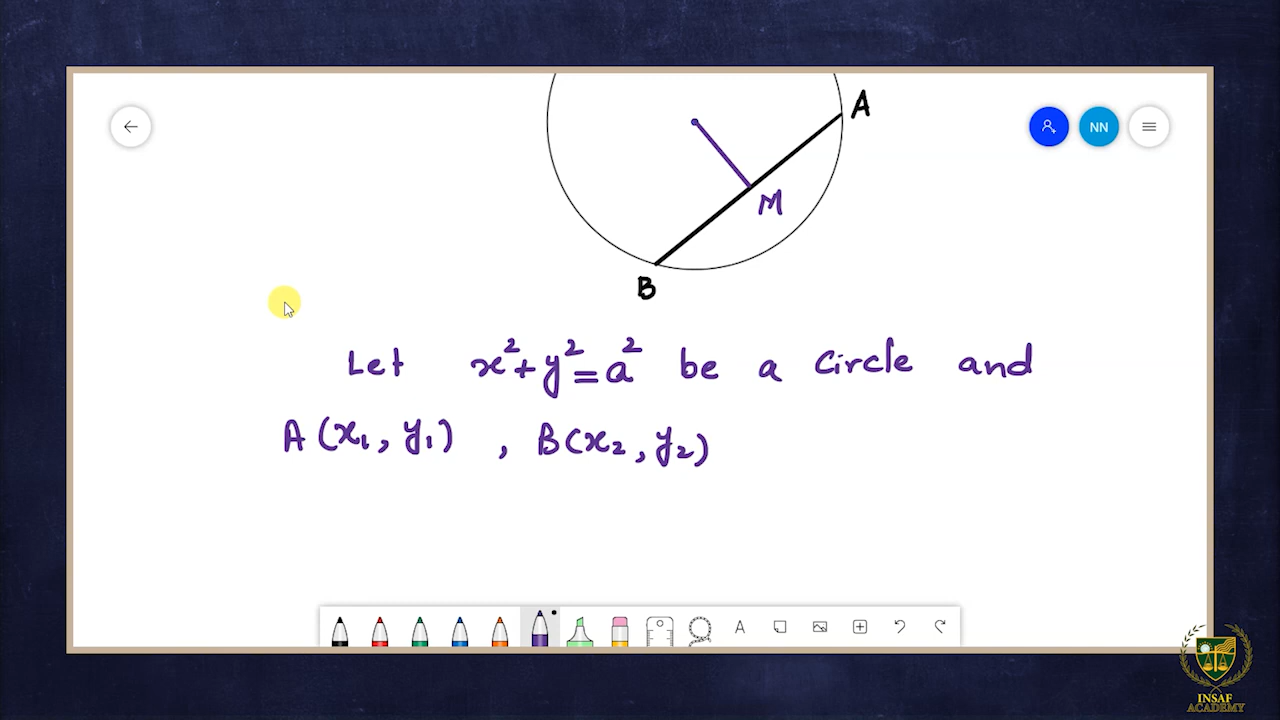 A
NN
M
B
Let x²+y²=a² be a circle and
A(x₁, y₁) , B(x₂, y₂)
A
INSAF
ACADEMY